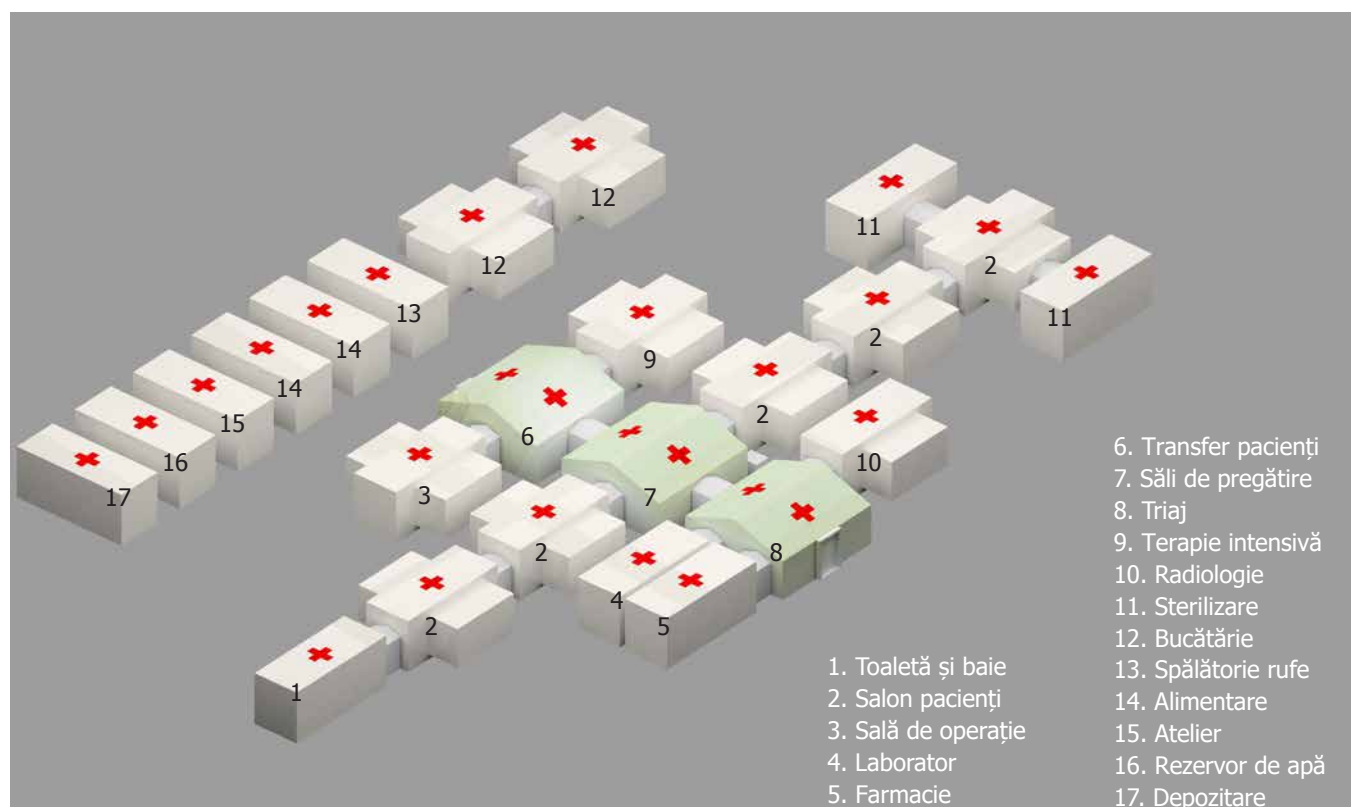 12
12
11
2
11
13
2
14
9
14
2
15
6
10
16
3
7
17
2
8
4
5
2
1
1. Toaletă și baie
2. Salon pacienți
3. Sală de operație
4. Laborator
5. Farmacie
6. Transfer pacienți
7. Săli de pregătire
8. Triaj
9. Terapie intensivă
10. Radiologie
11. Sterilizare
12. Bucătărie
13. Spălătorie rufe
14. Alimentare
15. Atelier
16. Rezervor de apă
17. Depozitare